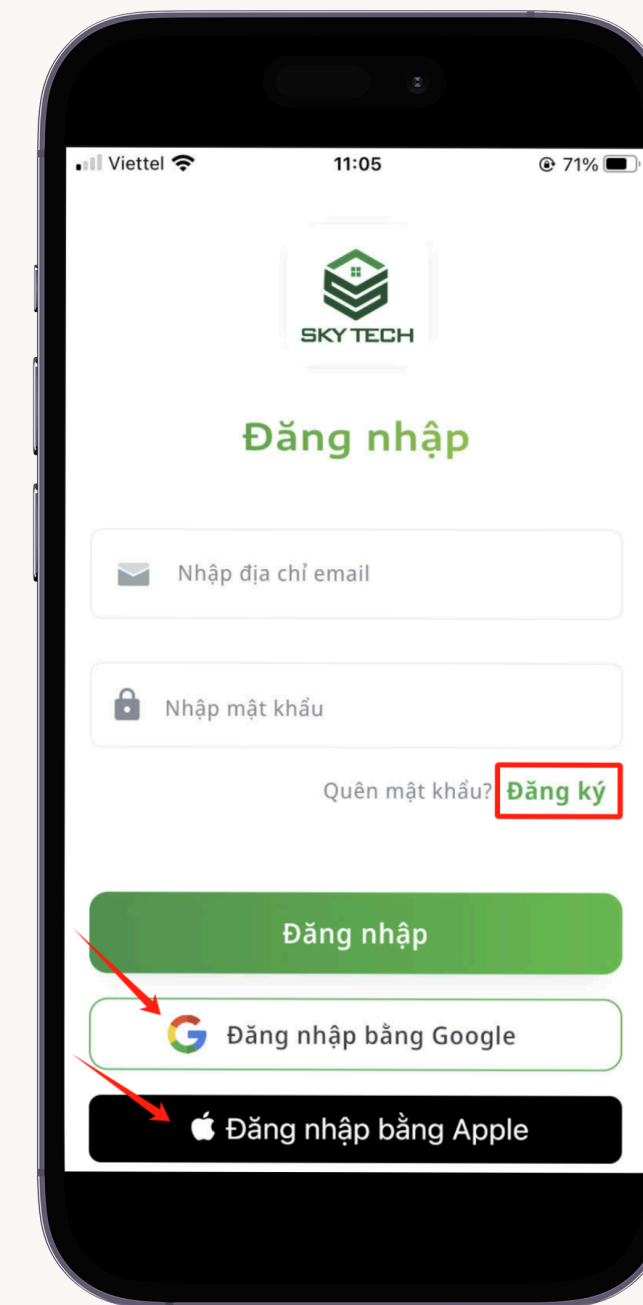 Viettel 11:05 71%
SKY TECH
Đăng nhập
Nhập địa chỉ email
Nhập mật khẩu
Quên mật khẩu? Đăng ký
Đăng nhập
Đăng nhập bằng Google
Đăng nhập bằng Apple